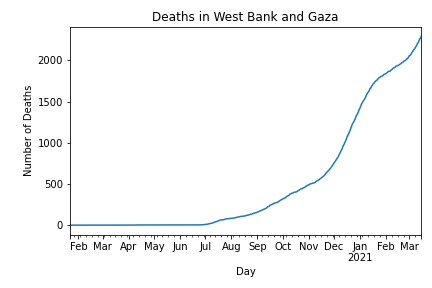 Deaths in West Bank and Gaza
Number of Deaths
2000
1500
1000
500
0
Feb Mar Apr May Jun Jul Aug Sep Oct Nov Dec Jan Feb Mar
2021
Day